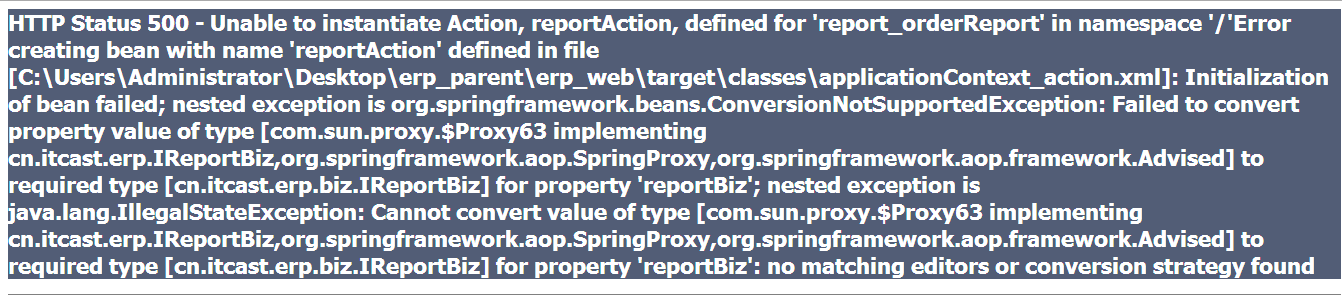 HTTP Status 500 - Unable to instantiate Action, reportAction, defined for 'report_orderReport' in namespace '/'Error
creating bean with name 'reportAction' defined in file
[C:\Users\Administrator\Desktop\erp_parent\erp_web\target\classes\applicationContext_action.xml]: Initialization
of bean failed; nested exception is org.springframework.beans.ConversionNotSupportedException: Failed to convert
property value of type [com.sun.proxy.$Proxy63 implementing
cn.itcast.erp.IReportBiz,org.springframework.aop.SpringProxy,org.springframework.aop.framework.Advised] to
required type [cn.itcast.erp.biz.IReportBiz] for property 'reportBiz'; nested exception is
java.lang.IllegalStateException: Cannot convert value of type [com.sun.proxy.$Proxy63 implementing
cn.itcast.erp.IReportBiz,org.springframework.aop.SpringProxy,org.springframework.aop.framework.Advised] to
required type [cn.itcast.erp.biz.IReportBiz] for property 'reportBiz': no matching editors or conversion strategy found